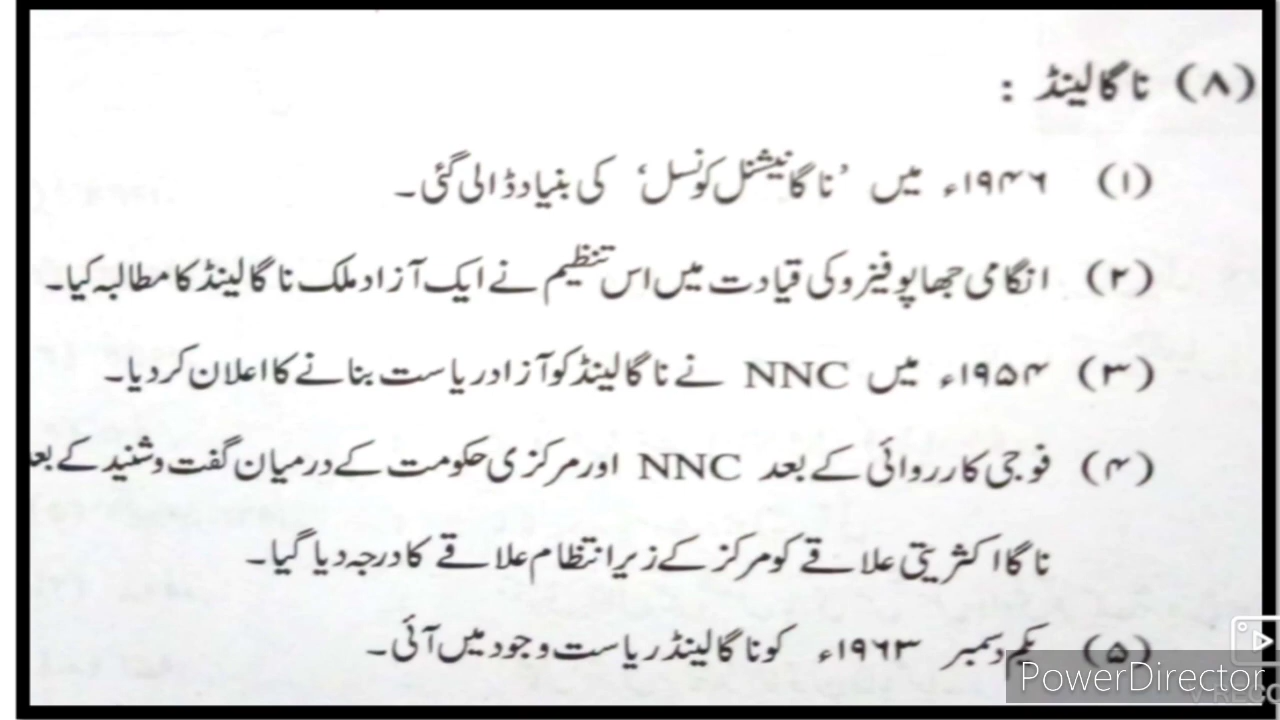 (۸) ناگالینڈ :
(۱) ۱۹۴۶ء میں 'ناگا نیشنل کونسل' کی بنیاد ڈالی گئی۔
(۲) انگامی جھاپو فیزو کی قیادت میں اس تنظیم نے ایک آزاد ملک ناگالینڈ کا مطالبہ کیا۔
(۳) ۱۹۵۴ء میں NNC نے ناگالینڈ کو آزاد ریاست بنانے کا اعلان کر دیا۔
(۴) فوجی کارروائی کے بعد NNC اور مرکزی حکومت کے درمیان گفت و شنید کے بعد
ناگا اکثریتی علاقے کو مرکز کے زیر انتظام علاقے کا درجہ دیا گیا۔
(۵) یکم دسمبر ۱۹۶۳ء کو ناگالینڈ ریاست وجود میں آئی۔
PowerDirector